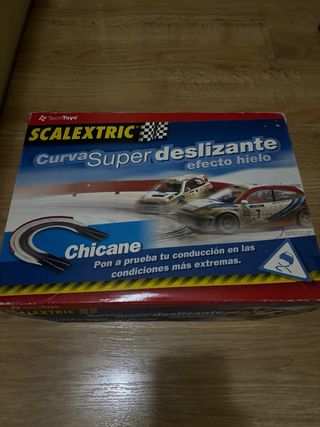 TecniToys
SCALEXTRIC
Curva Super deslizante
efecto hielo
Chicane
Pon a prueba tu conducción en las
condiciones más extremas.
Curva Super deslizante